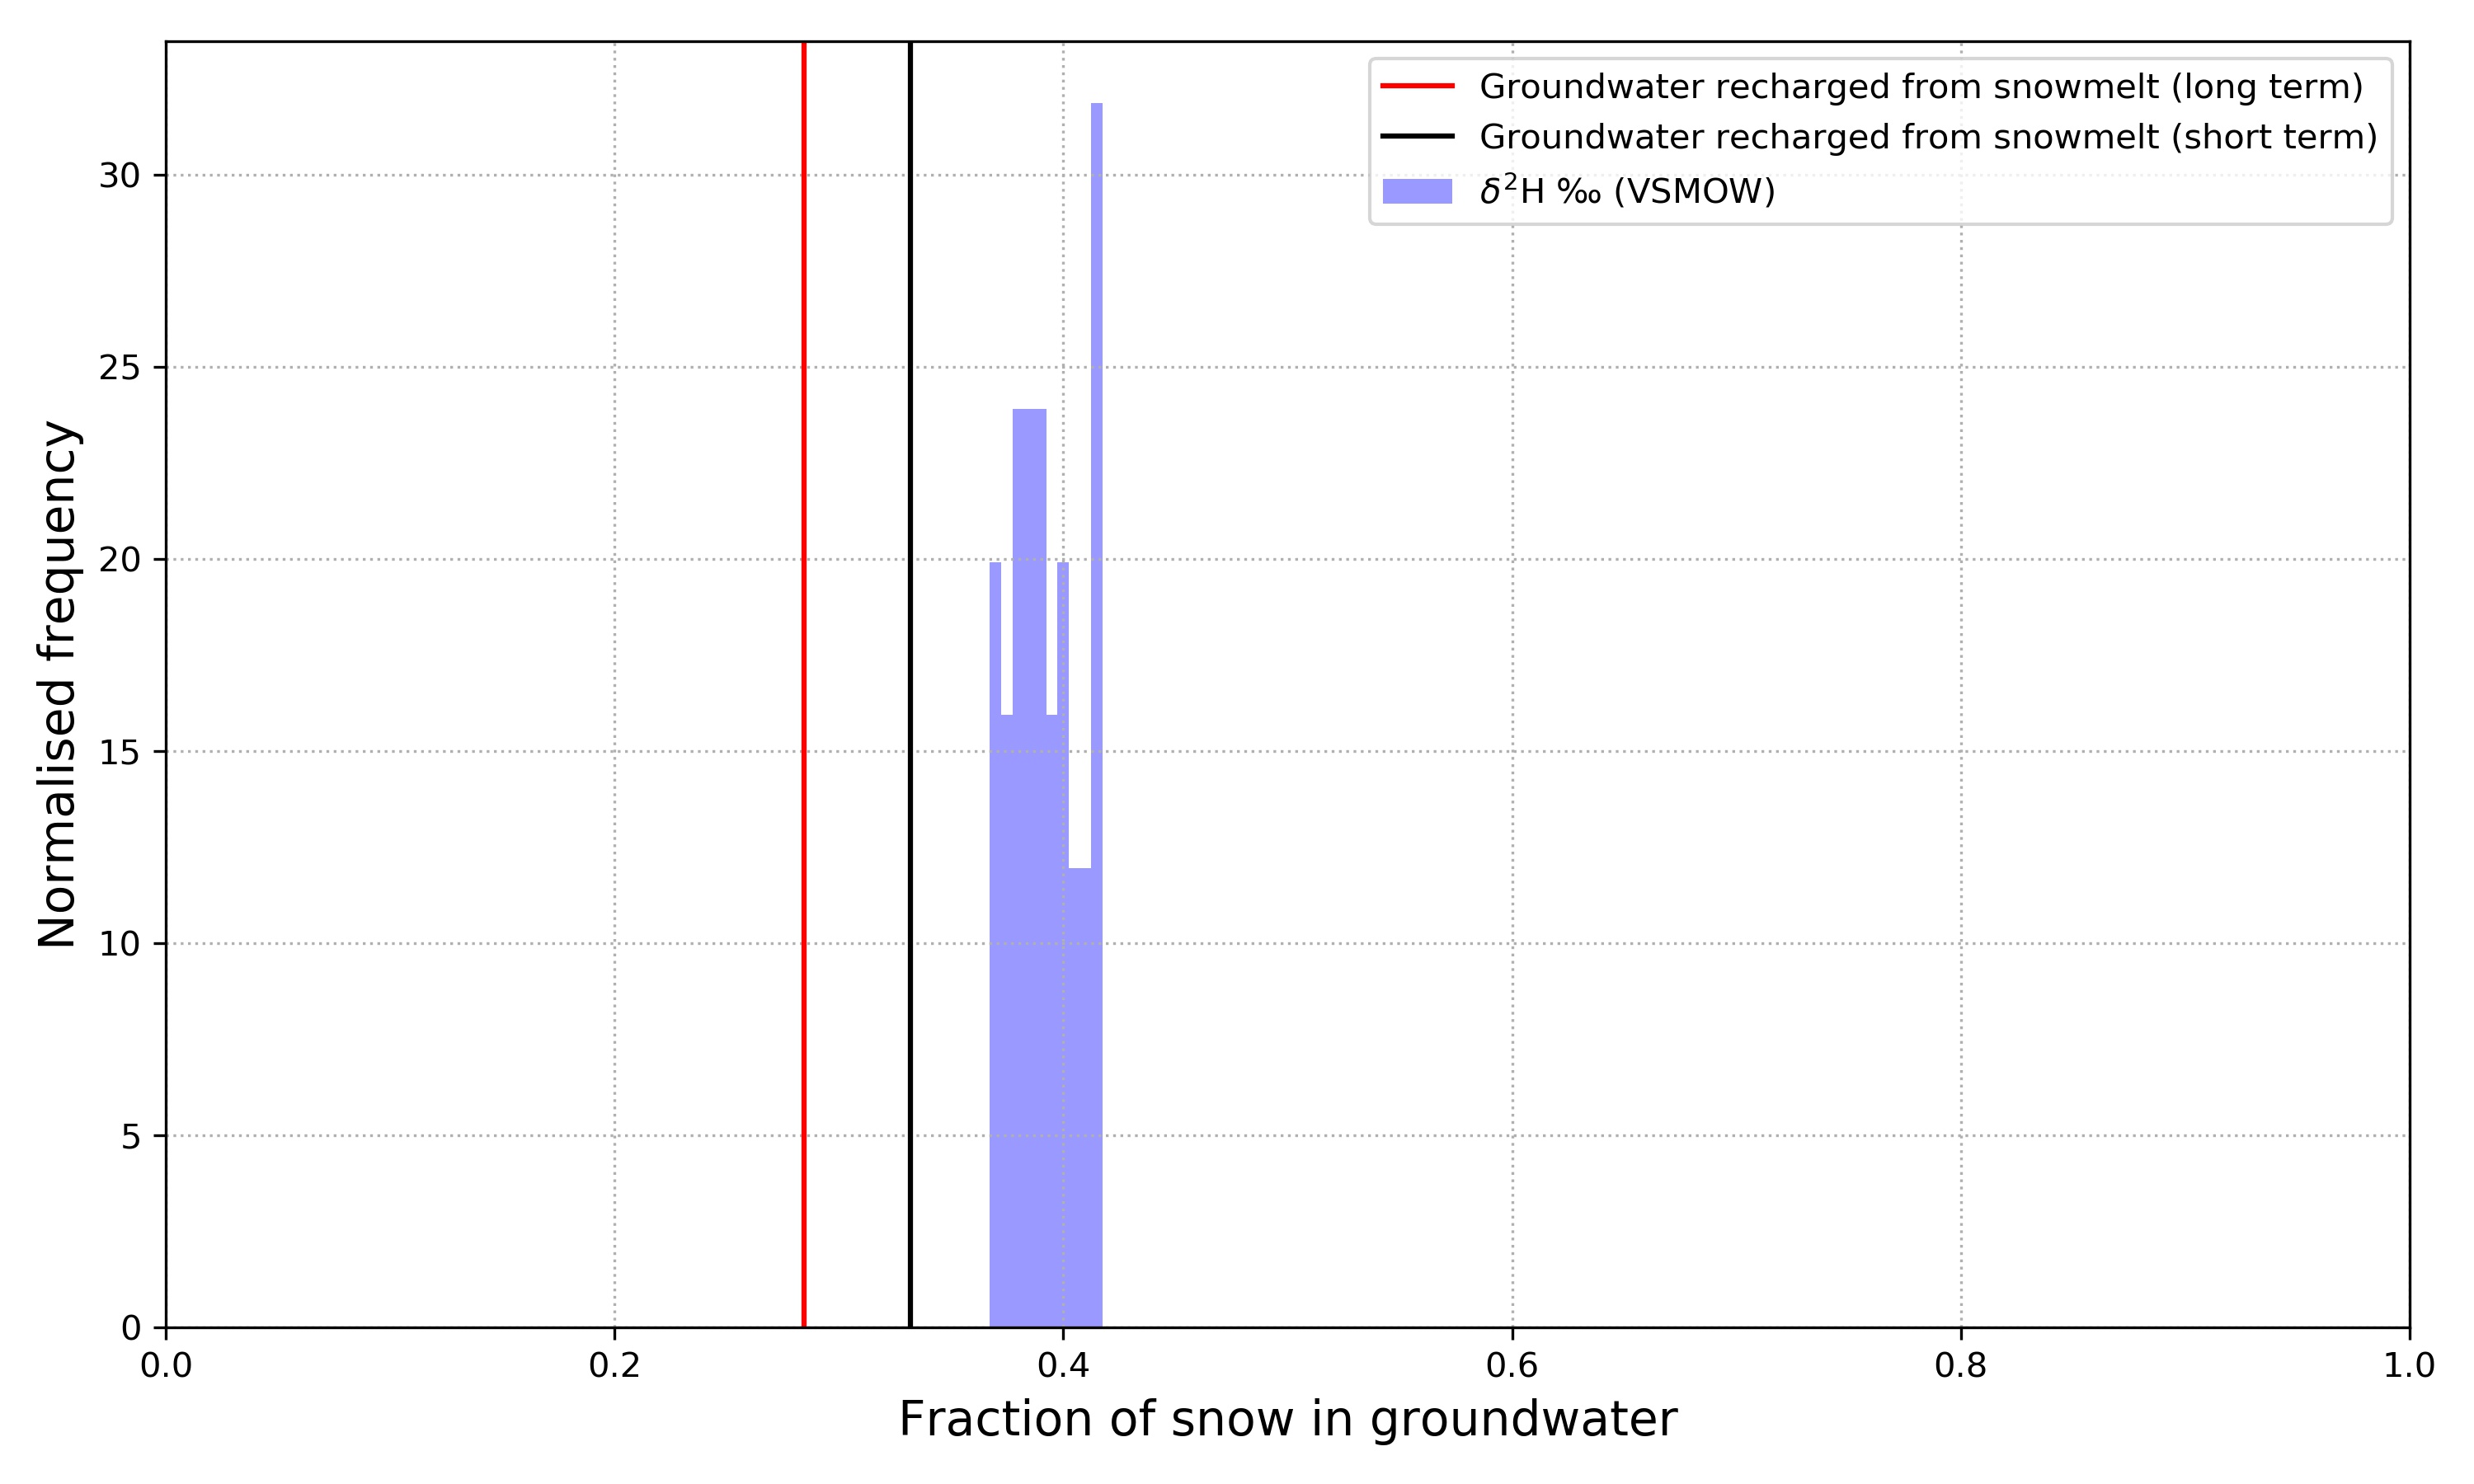 Groundwater recharged from snowmelt (long term)
Groundwater recharged from snowmelt (short term)
δ²H ‰ (VSMOW)
Normalised frequency
30
25
20
15
10
5
0
0.0 0.2 0.4 0.6 0.8 1.0
Fraction of snow in groundwater